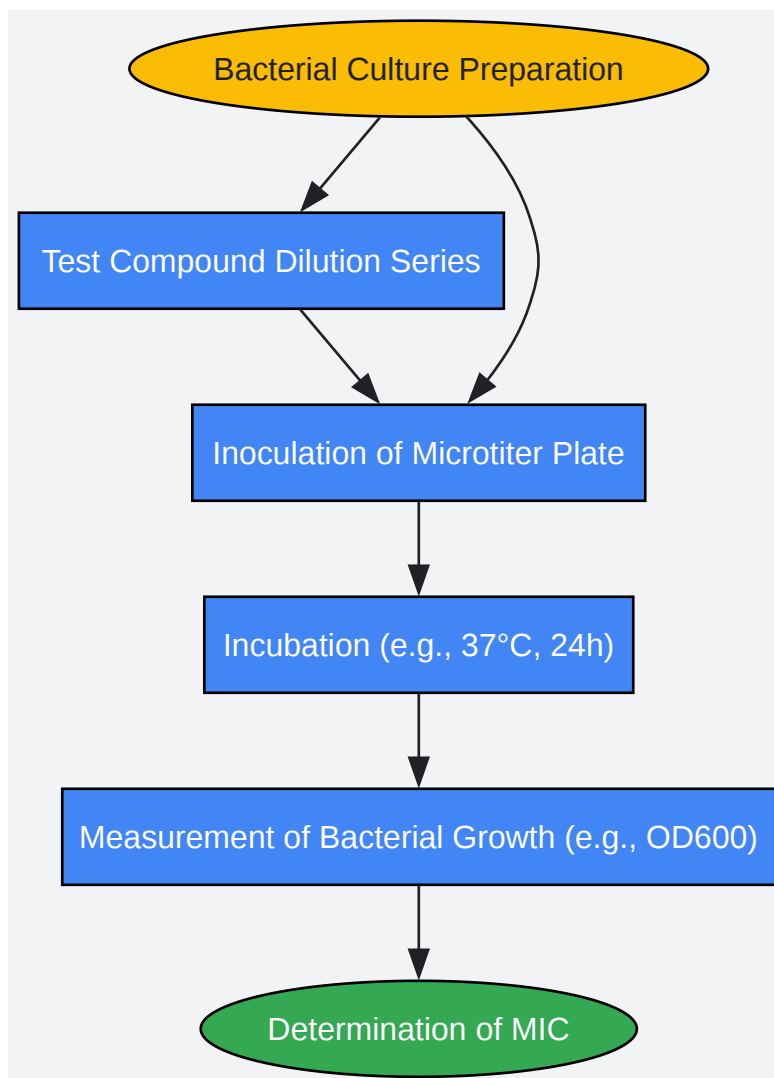 Bacterial Culture Preparation
Test Compound Dilution Series
Inoculation of Microtiter Plate
Incubation (e.g., 37°C, 24h)
Measurement of Bacterial Growth (e.g., OD600)
Determination of MIC